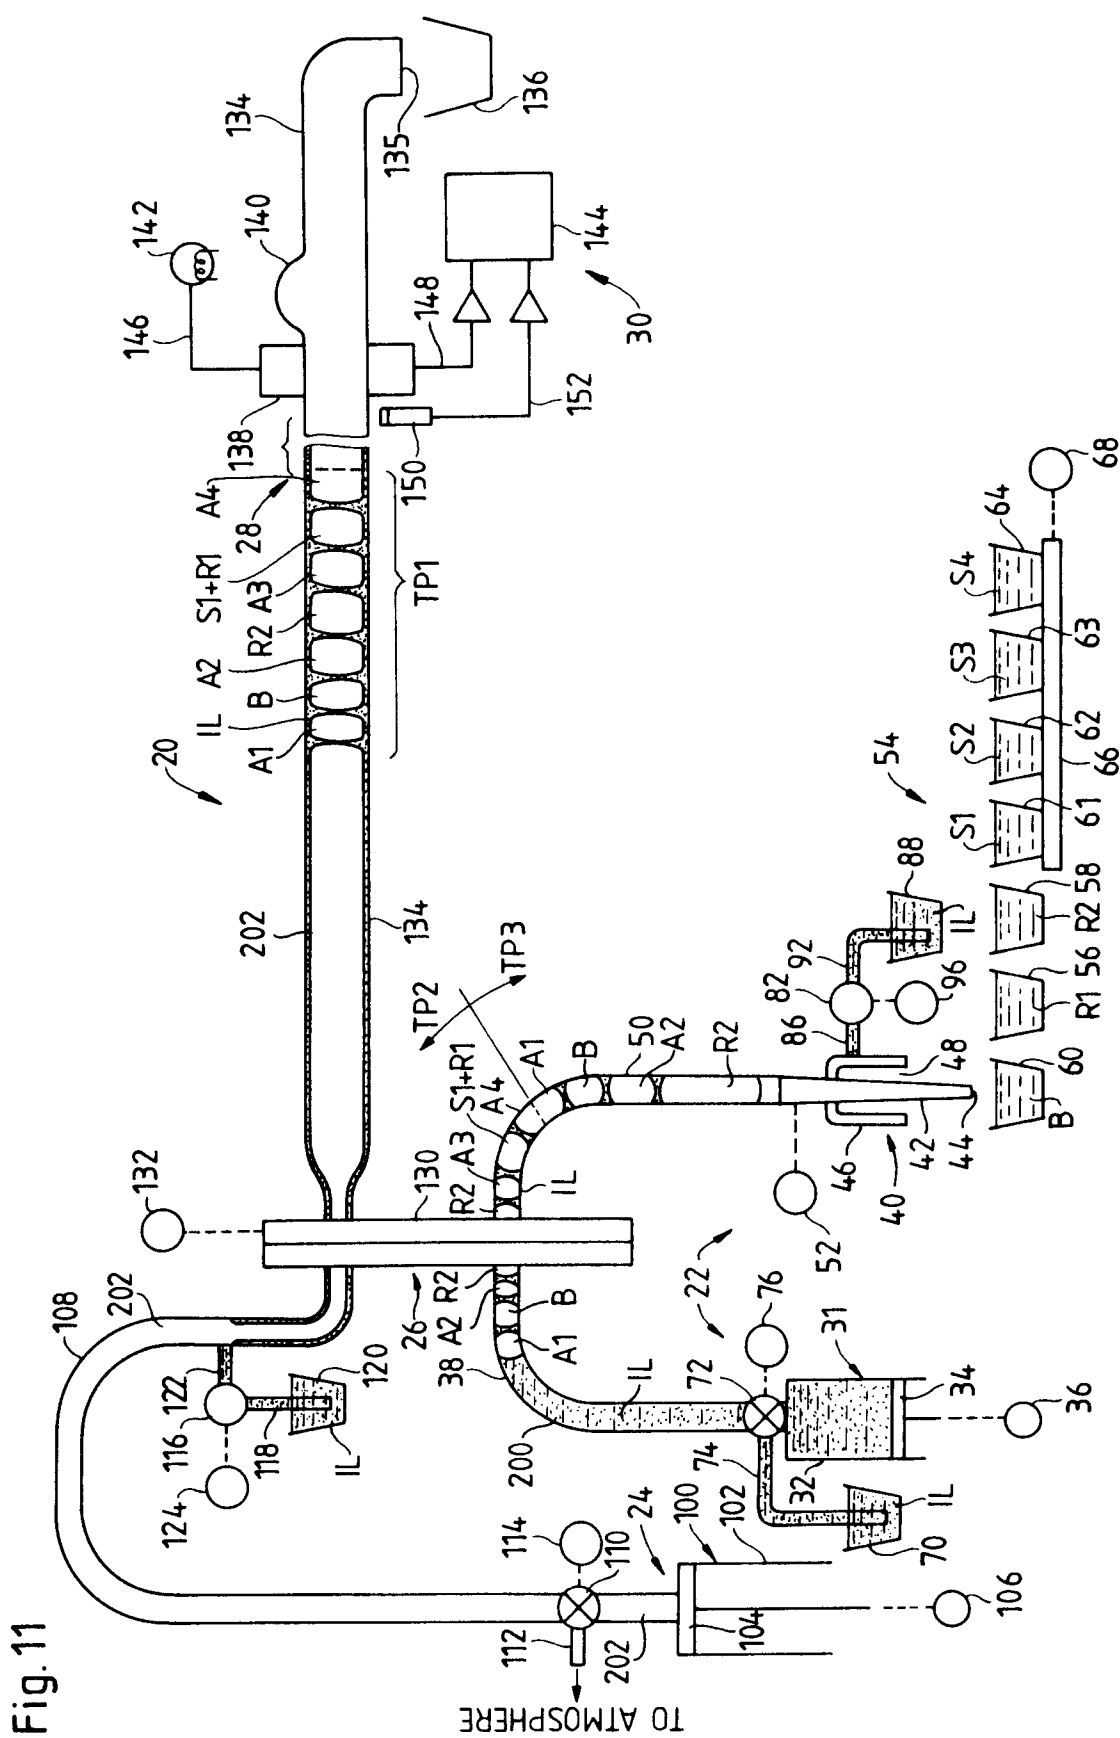 Fig. 11
108
202
132
20
202
134
142
146
140
134
138
28
A4
S1+R1
A3
R2
A2
B
IL
A1
TP1
135
136
148
150
152
144
30
122
116
118
120
124
IL
130
26
R2
A2
B
A1
38
R2
A3
S1+R1
A4
A1
B
50
A2
R2
IL
TP2
TP3
200
IL
114
110
112
202
TO ATMOSPHERE
24
100
102
104
106
22
76
72
74
31
32
34
36
70
IL
52
46
40
42
44
48
86
82
92
96
88
IL
54
60
B
56
R1
58
R2
S1
61
S2
62
66
S3
63
S4
64
68